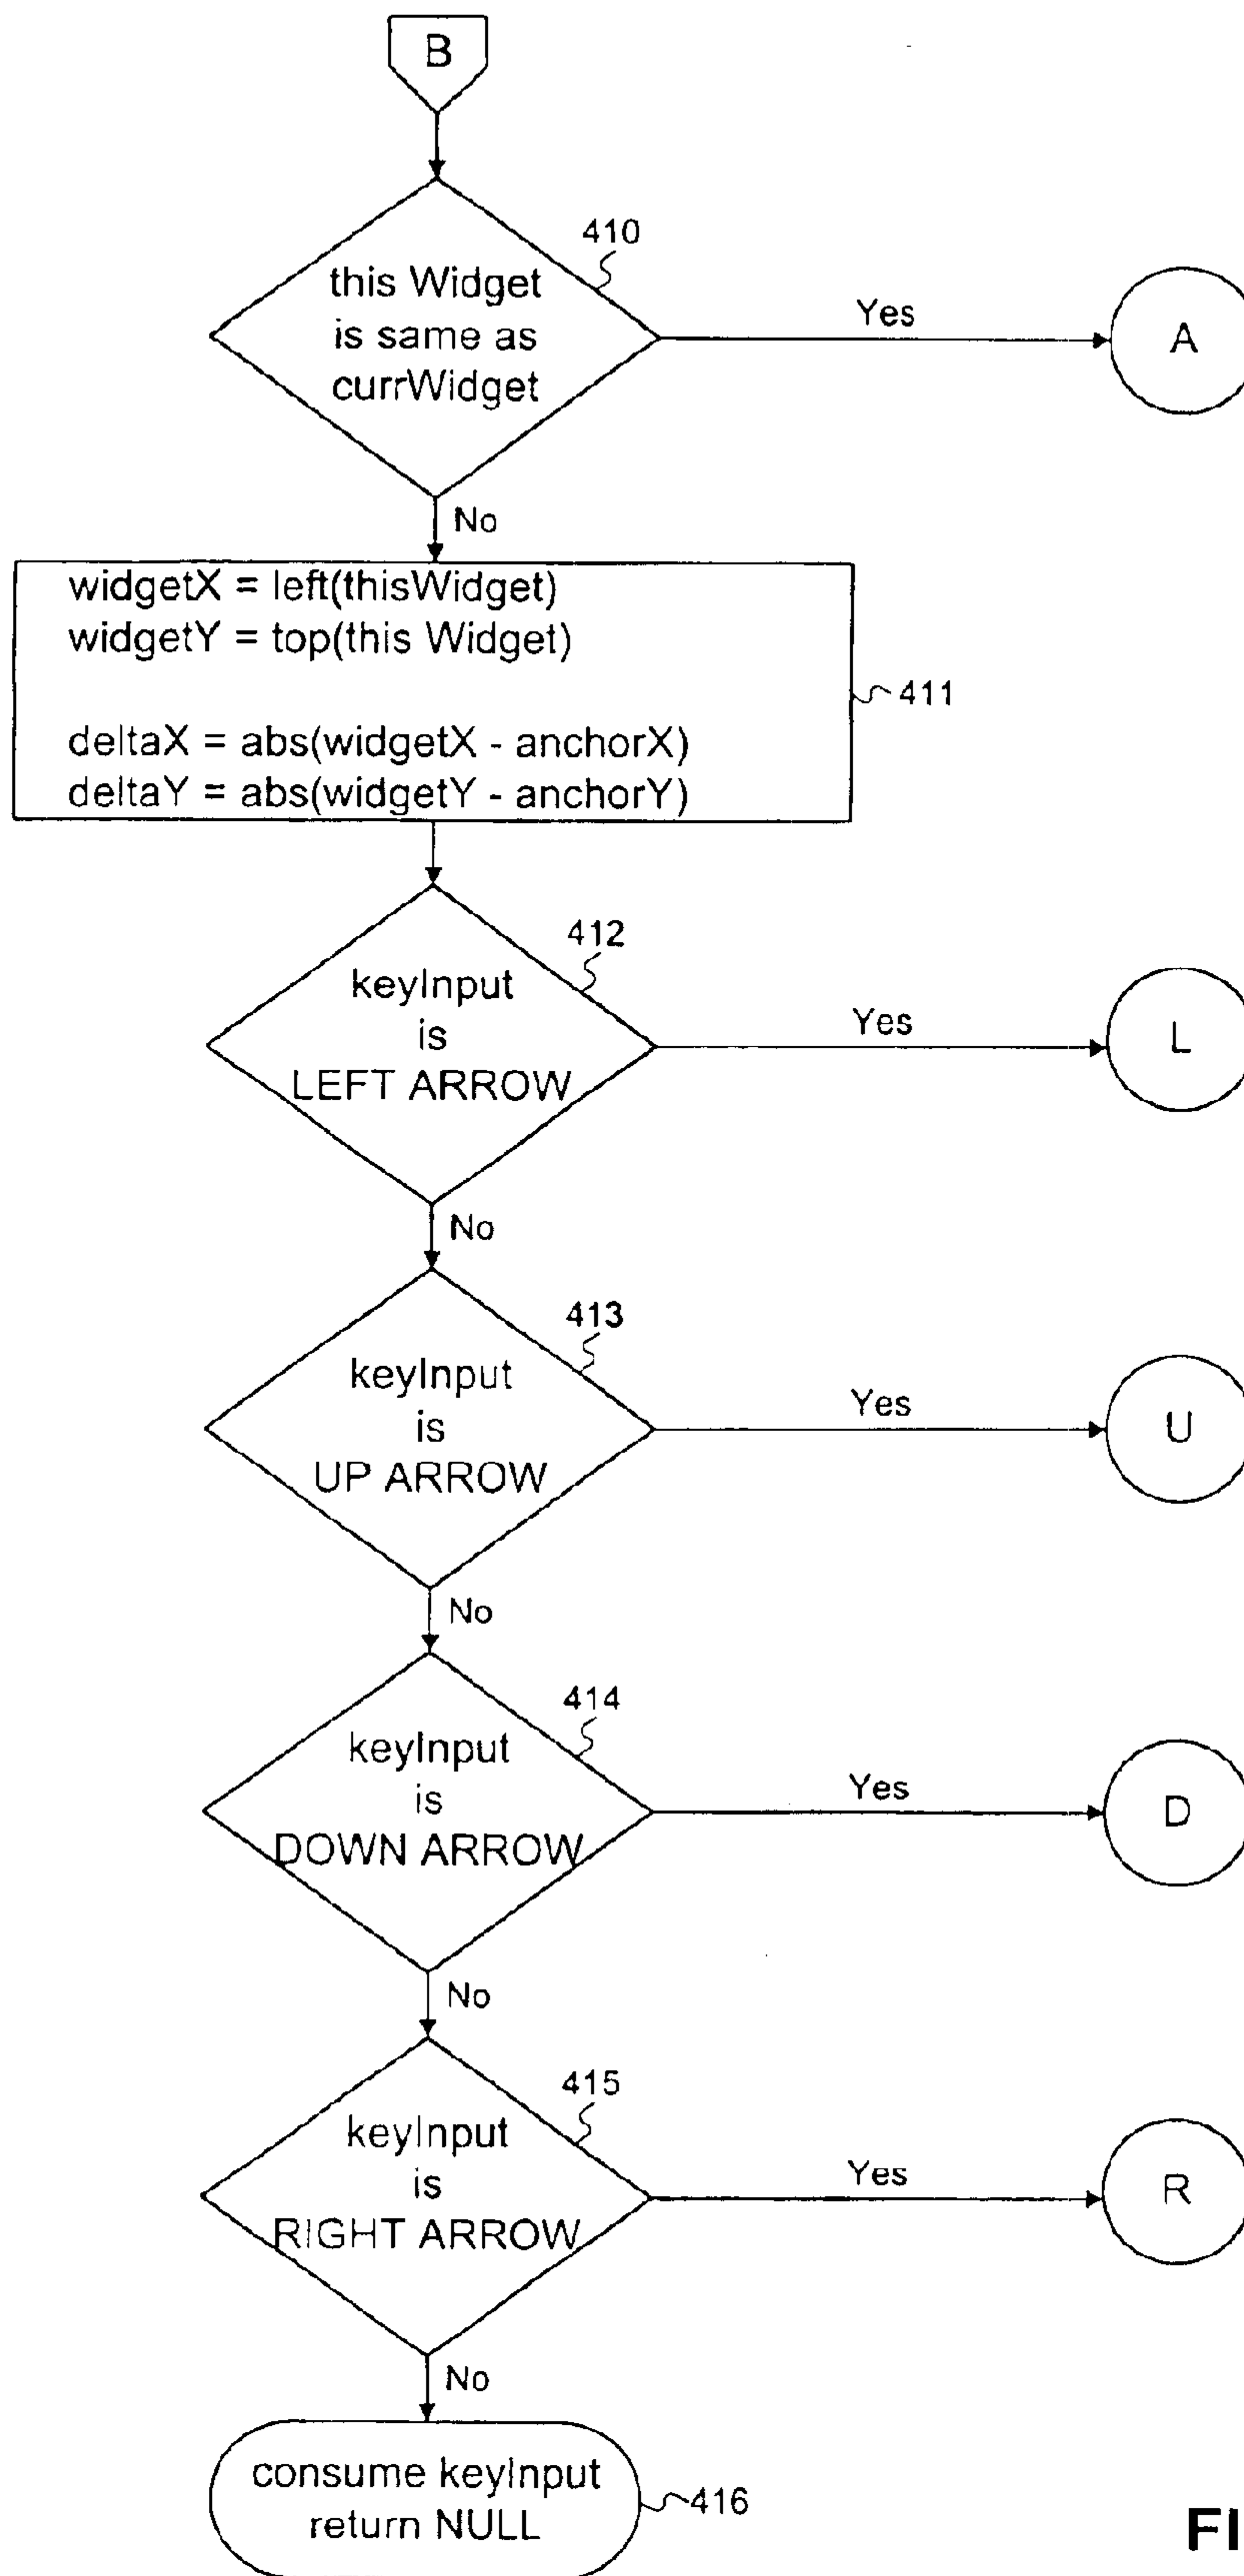 B
410
this Widget
is same as
currWidget
Yes
A
No
widgetX = left(thisWidget)
widgetY = top(this Widget)
411
deltaX = abs(widgetX - anchorX)
deltaY = abs(widgetY - anchorY)
412
keyInput
is
LEFT ARROW
Yes
L
No
413
keyInput
is
UP ARROW
Yes
U
No
414
keyInput
is
DOWN ARROW
Yes
D
No
415
keyInput
is
RIGHT ARROW
Yes
R
No
consume keyInput
return NULL
416
FI